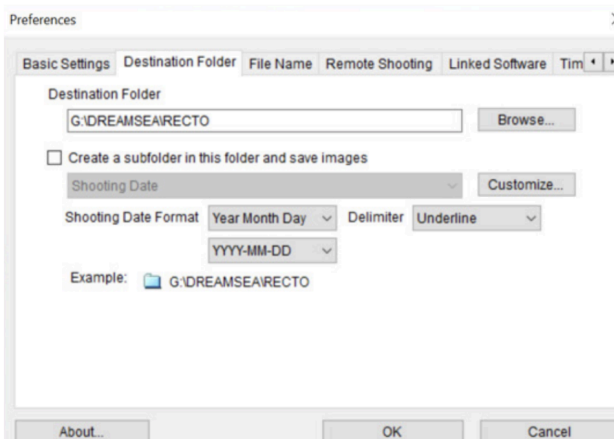 Preferences
Basic Settings Destination Folder File Name Remote Shooting Linked Software Tim
Destination Folder
G:\DREAMSEA\RECTO Browse...
Create a subfolder in this folder and save images
Shooting Date Customize...
Shooting Date Format Year Month Day Delimiter Underline
YYYY-MM-DD
Example: G:\DREAMSEA\RECTO
About... OK Cancel